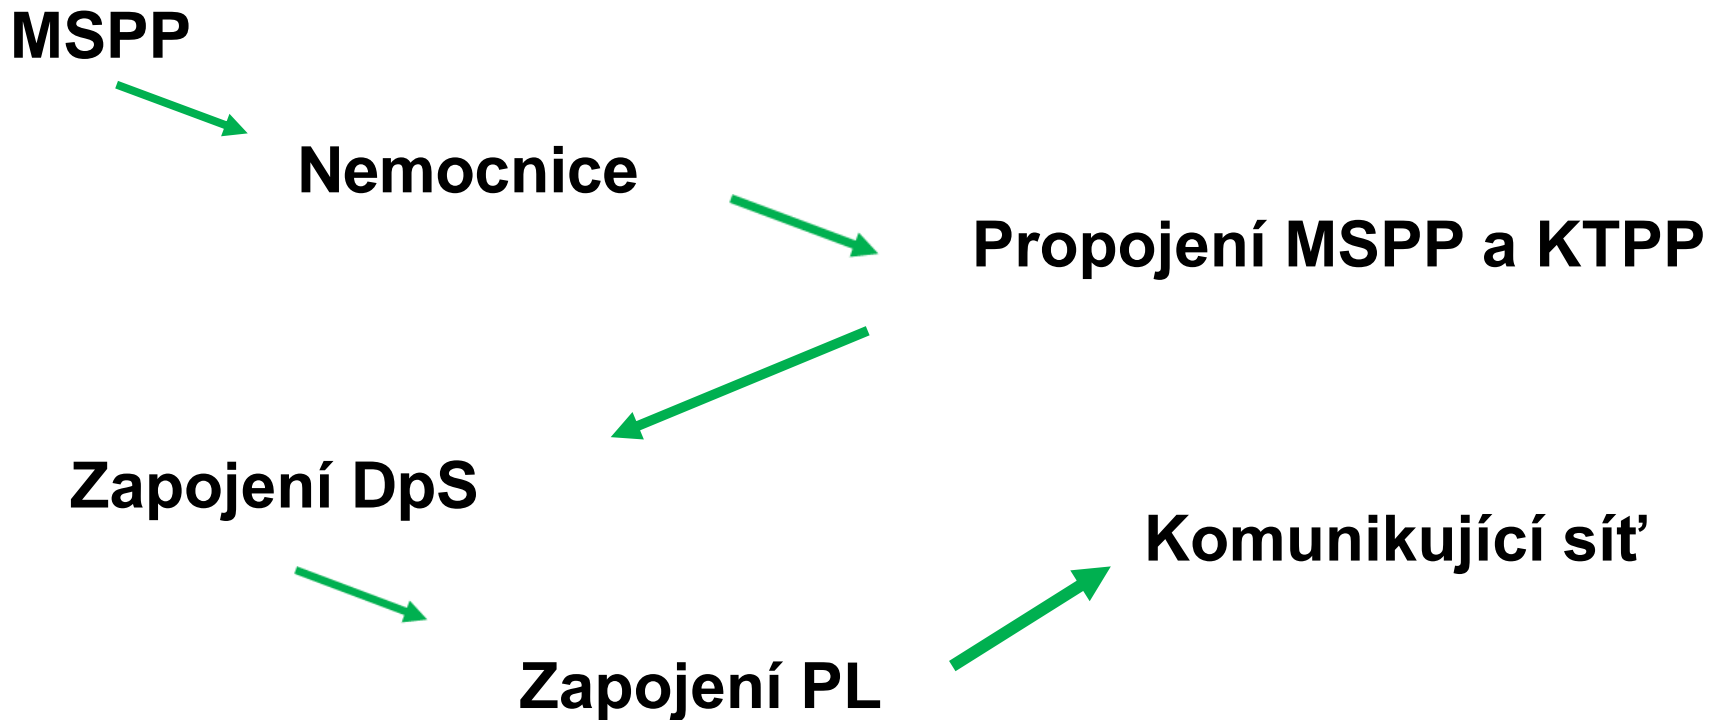 MSPP
Nemocnice
Propojení MSPP a KTPP
Zapojení DpS
Komunikující síť
Zapojení PL